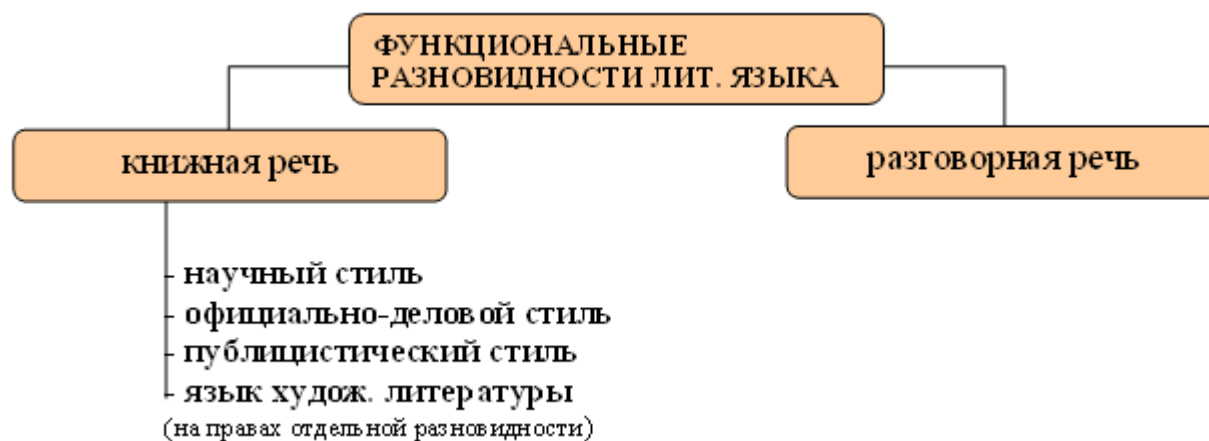 ФУНКЦИОНАЛЬНЫЕ
РАЗНОВИДНОСТИ ЛИТ. ЯЗЫКА
книжная речь
разговорная речь
- научный стиль
- официально-деловой стиль
- публицистический стиль
- язык худож. литературы
(на правах отдельной разновидности)